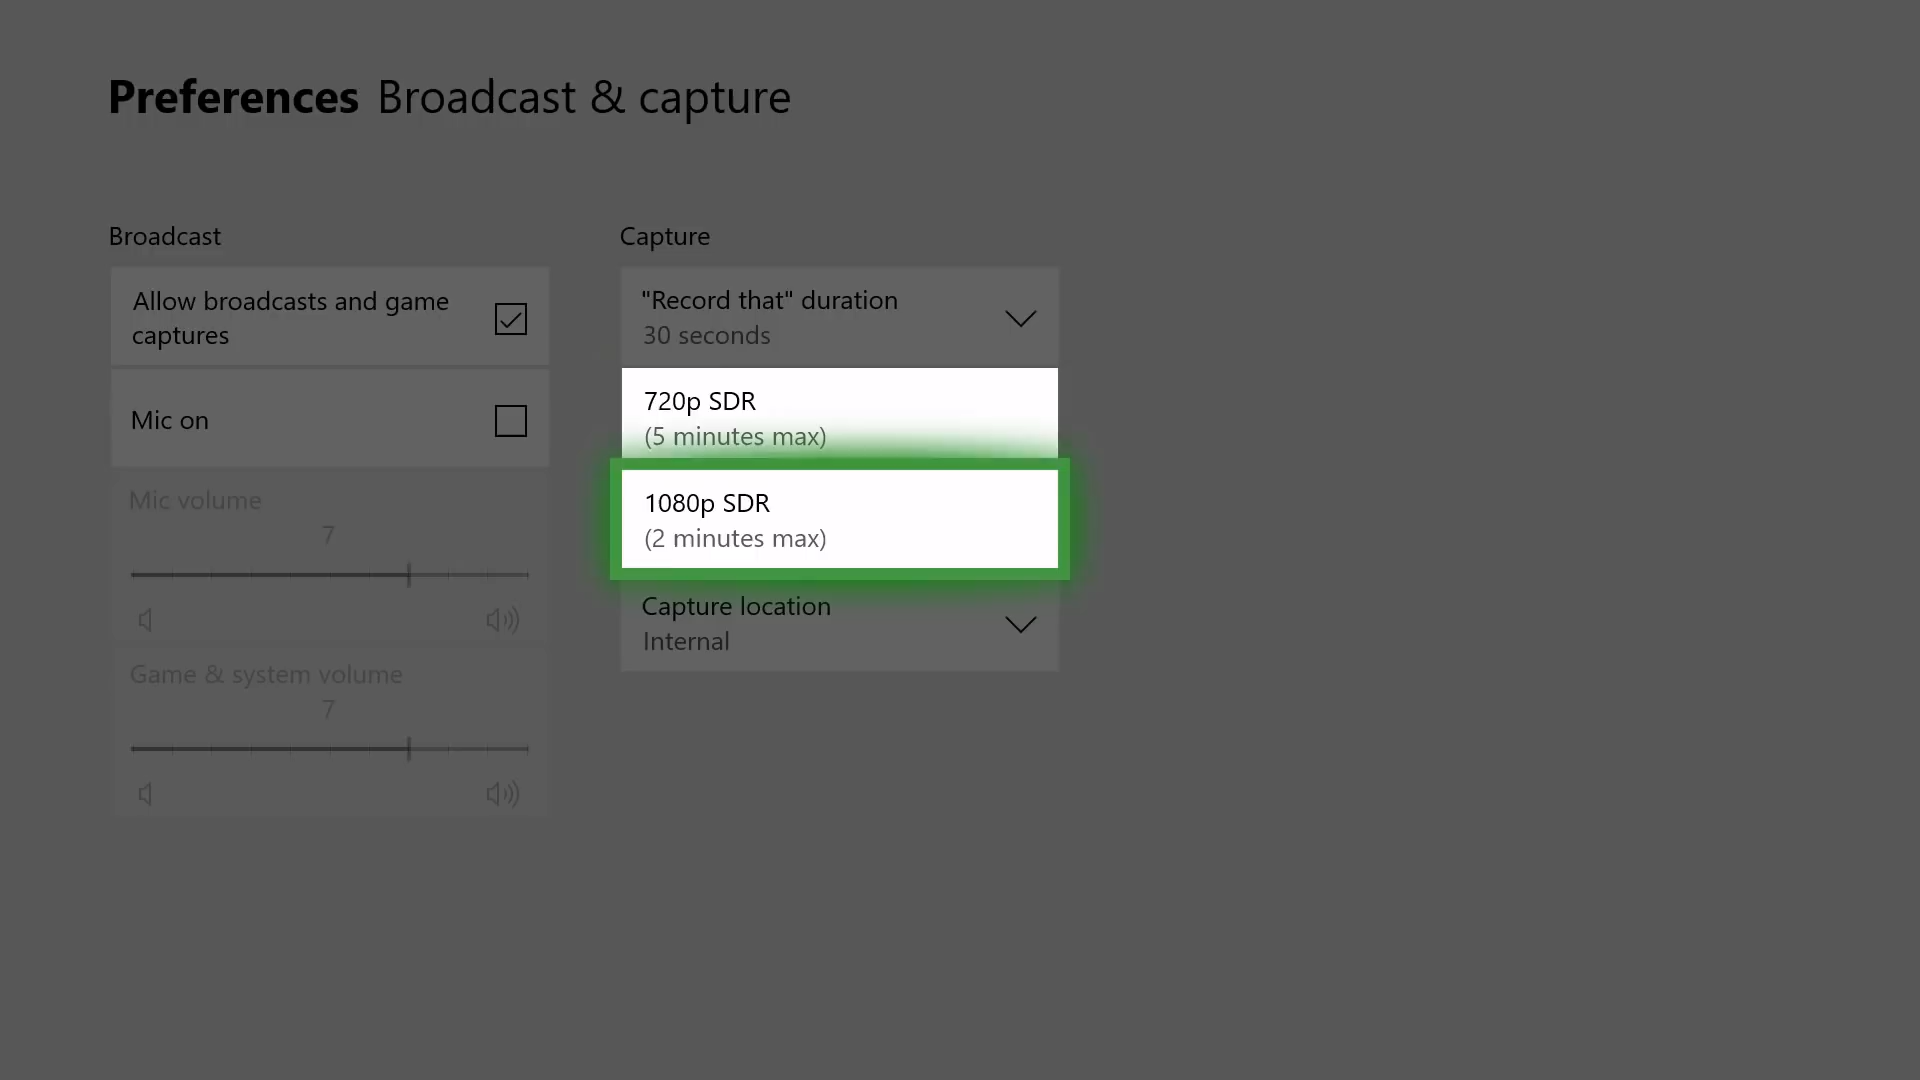 Preferences Broadcast & capture
Broadcast
Allow broadcasts and game
captures
Mic on
Mic volume
7
Game & system volume
7
Capture
"Record that" duration
30 seconds
720p SDR
(5 minutes max)
1080p SDR
(2 minutes max)
Capture location
Internal